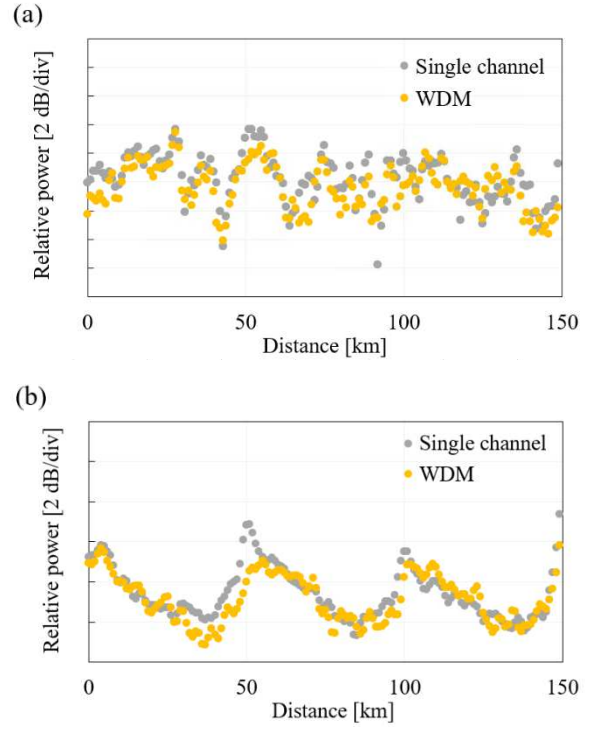 (a)
Relative power [2 dB/div]
Single channel
WDM
0
50
100
150
Distance [km]
(b)
Relative power [2 dB/div]
Single channel
WDM
0
50
100
150
Distance [km]